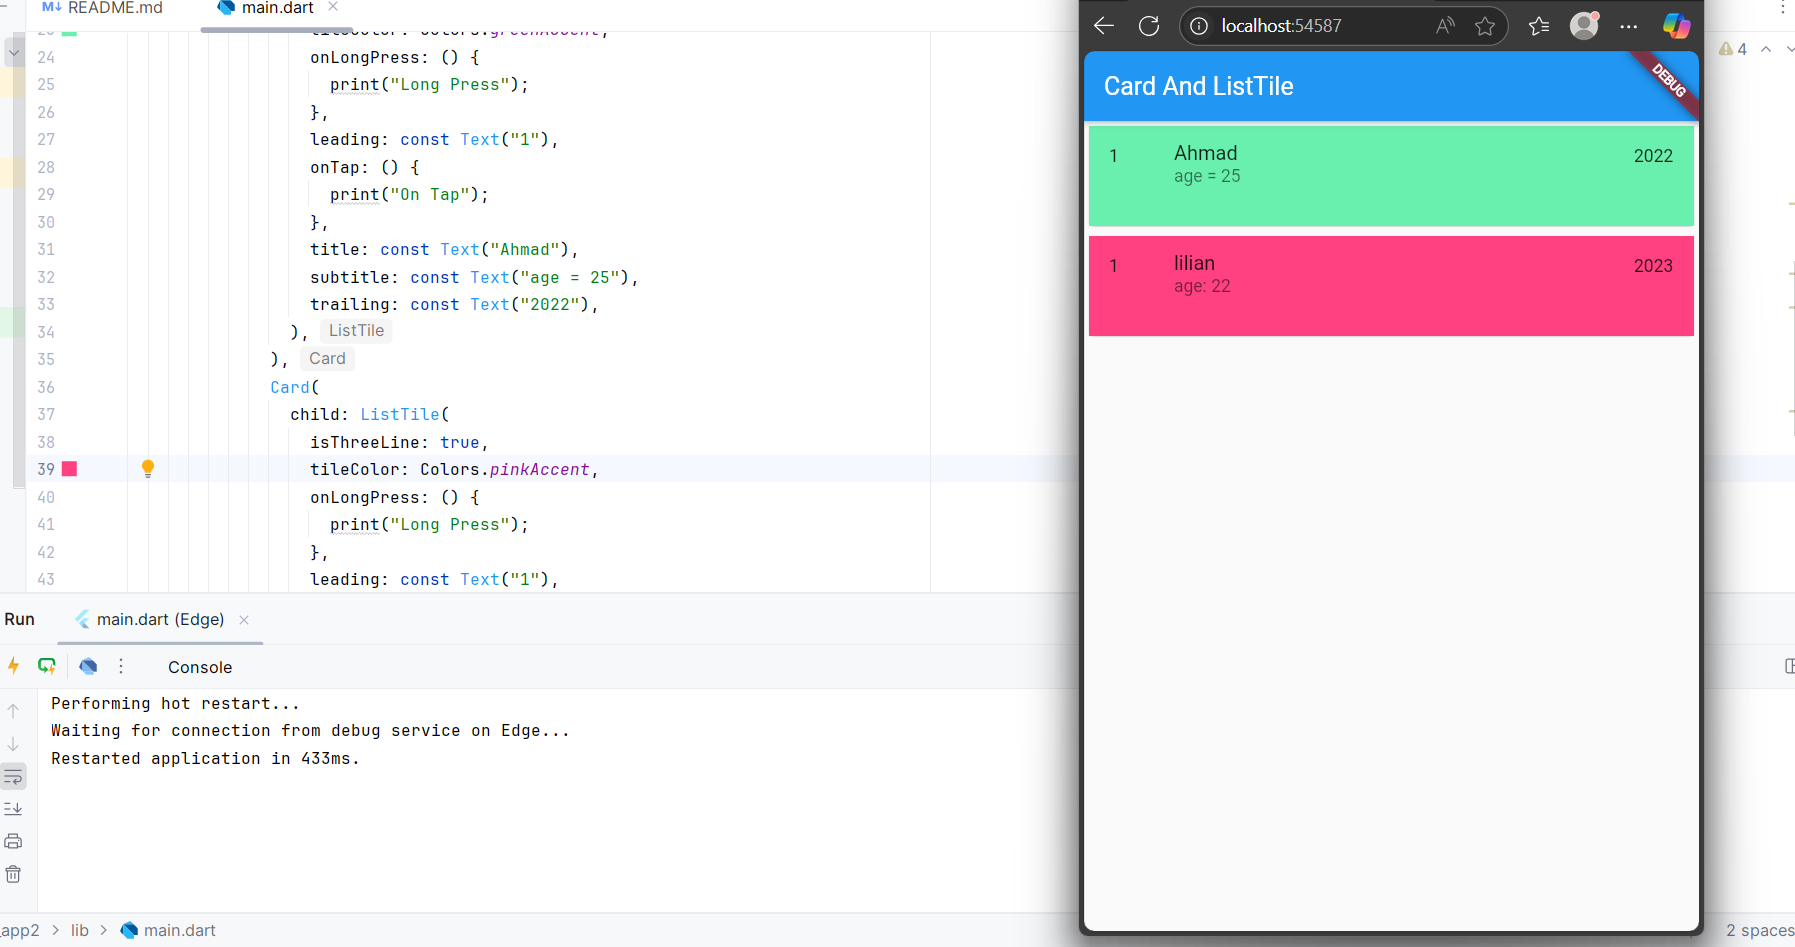 M↓ README.md
main.dart
23 tileColor: Colors.greenAccent,
24 onLongPress: () {
25 print("Long Press");
26 },
27 leading: const Text("1"),
28 onTap: () {
29 print("On Tap");
30 },
31 title: const Text("Ahmad"),
32 subtitle: const Text("age = 25"),
33 trailing: const Text("2022"),
34 ), ListTile
35 ), Card
36 Card(
37 child: ListTile(
38 isThreeLine: true,
39 tileColor: Colors.pinkAccent,
40 onLongPress: () {
41 print("Long Press");
42 },
43 leading: const Text("1"),
4
Run
main.dart (Edge)
Console
Performing hot restart...
Waiting for connection from debug service on Edge...
Restarted application in 433ms.
_app2 > lib > main.dart
2 spaces
localhost:54587
Card And ListTile
DEBUG
1 Ahmad 2022
age = 25
1 lilian 2023
age: 22